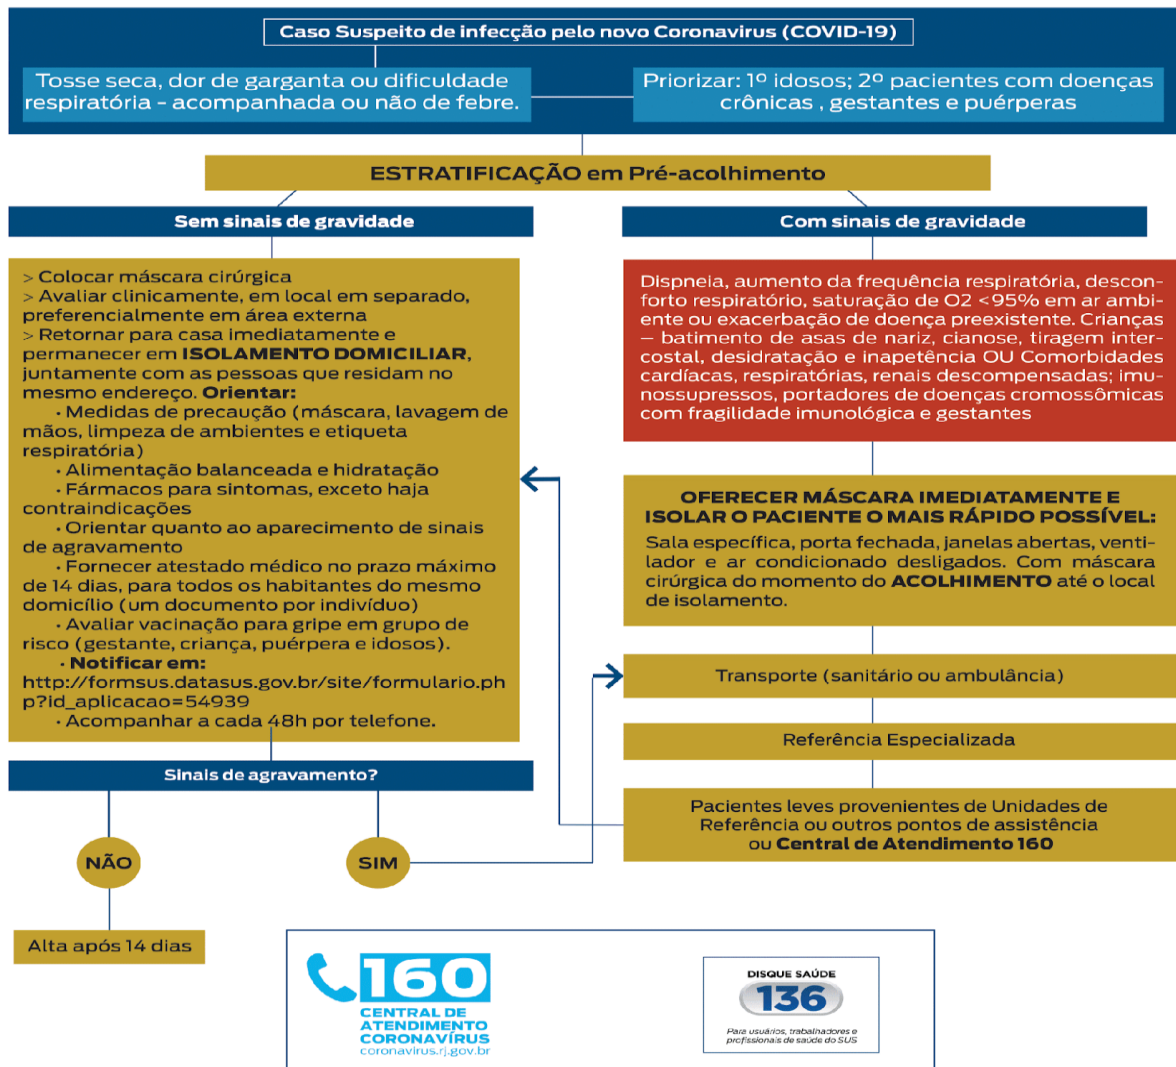 Caso Suspeito de infecção pelo novo Coronavirus (COVID-19)
Tosse seca, dor de garganta ou dificuldade
respiratória - acompanhada ou não de febre.
Priorizar: 1º idosos; 2º pacientes com doenças
crônicas , gestantes e puérperas
ESTRATIFICAÇÃO em Pré-acolhimento
Sem sinais de gravidade
> Colocar máscara cirúrgica
> Avaliar clinicamente, em local em separado,
preferencialmente em área externa
> Retornar para casa imediatamente e
permanecer em ISOLAMENTO DOMICILIAR,
juntamente com as pessoas que residam no
mesmo endereço. Orientar:
• Medidas de precaução (máscara, lavagem de
mãos, limpeza de ambientes e etiqueta
respiratória)
• Alimentação balanceada e hidratação
• Fármacos para sintomas, exceto haja
contraindicações
• Orientar quanto ao aparecimento de sinais
de agravamento
• Fornecer atestado médico no prazo máximo
de 14 dias, para todos os habitantes do mesmo
domicílio (um documento por indivíduo)
• Avaliar vacinação para gripe em grupo de
risco (gestante, criança, puérpera e idosos).
• Notificar em:
http://formsus.datasus.gov.br/site/formulario.ph
p?id_aplicacao=54939
• Acompanhar a cada 48h por telefone.
Sinais de agravamento?
NÃO
SIM
Alta após 14 dias
Com sinais de gravidade
Dispneia, aumento da frequência respiratória, descon-
forto respiratório, saturação de O2 <95% em ar ambi-
ente ou exacerbação de doença preexistente. Crianças
– batimento de asas de nariz, cianose, tiragem inter-
costal, desidratação e inapetência OU Comorbidades
cardíacas, respiratórias, renais descompensadas; imu-
nossupressos, portadores de doenças cromossômicas
com fragilidade imunológica e gestantes
OFERECER MÁSCARA IMEDIATAMENTE E
ISOLAR O PACIENTE O MAIS RÁPIDO POSSÍVEL:
Sala específica, porta fechada, janelas abertas, venti-
lador e ar condicionado desligados. Com máscara
cirúrgica do momento do ACOLHIMENTO até o local
de isolamento.
Transporte (sanitário ou ambulância)
Referência Especializada
Pacientes leves provenientes de Unidades de
Referência ou outros pontos de assistência
ou Central de Atendimento 160
160
CENTRAL DE
ATENDIMENTO
CORONAVÍRUS
coronavirus.rj.gov.br
DISQUE SAÚDE
136
Para usuários, trabalhadores e
profissionais de saúde do SUS